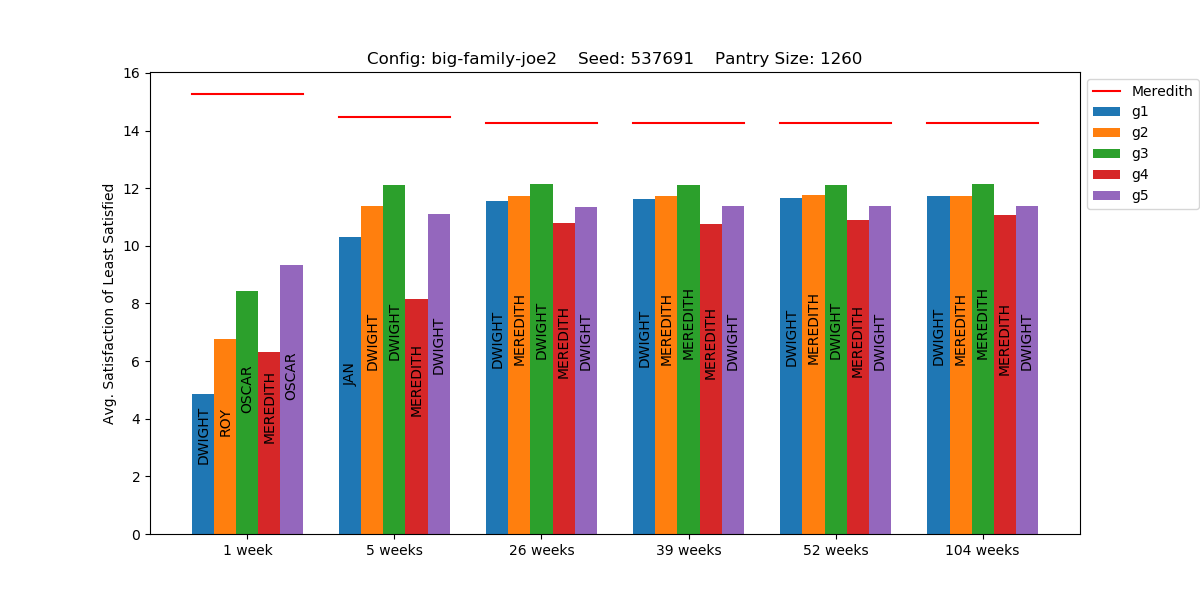 Config: big-family-joe2    Seed: 537691    Pantry Size: 1260
Avg. Satisfaction of Least Satisfied
16
14
12
10
8
6
4
2
0
DWIGHT
ROY
OSCAR
MEREDITH
OSCAR
JAN
DWIGHT
DWIGHT
MEREDITH
DWIGHT
DWIGHT
MEREDITH
DWIGHT
MEREDITH
DWIGHT
DWIGHT
MEREDITH
MEREDITH
MEREDITH
DWIGHT
DWIGHT
MEREDITH
DWIGHT
MEREDITH
DWIGHT
DWIGHT
MEREDITH
MEREDITH
MEREDITH
DWIGHT
1 week
5 weeks
26 weeks
39 weeks
52 weeks
104 weeks
Meredith
g1
g2
g3
g4
g5